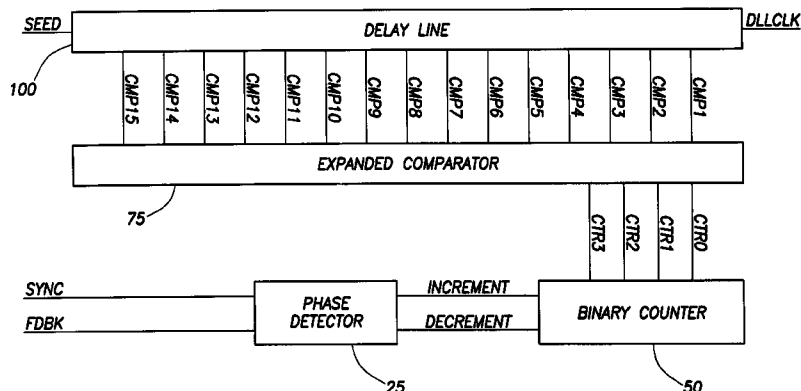 SEED
DELAY LINE
DLLCLK
100
CMP15
CMP14
CMP13
CMP12
CMP11
CMP10
CMP9
CMP8
CMP7
CMP6
CMP5
CMP4
CMP3
CMP2
CMP1
EXPANDED COMPARATOR
75
CTR3
CTR2
CTR1
CTR0
SYNC
FDBK
PHASE
DETECTOR
INCREMENT
DECREMENT
BINARY COUNTER
25
50